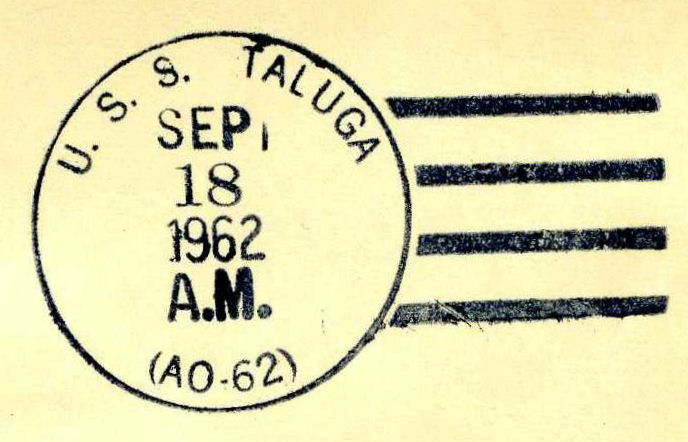 U. S. S. TALUGA
SEP
18
1962
A.M.
(AO-62)